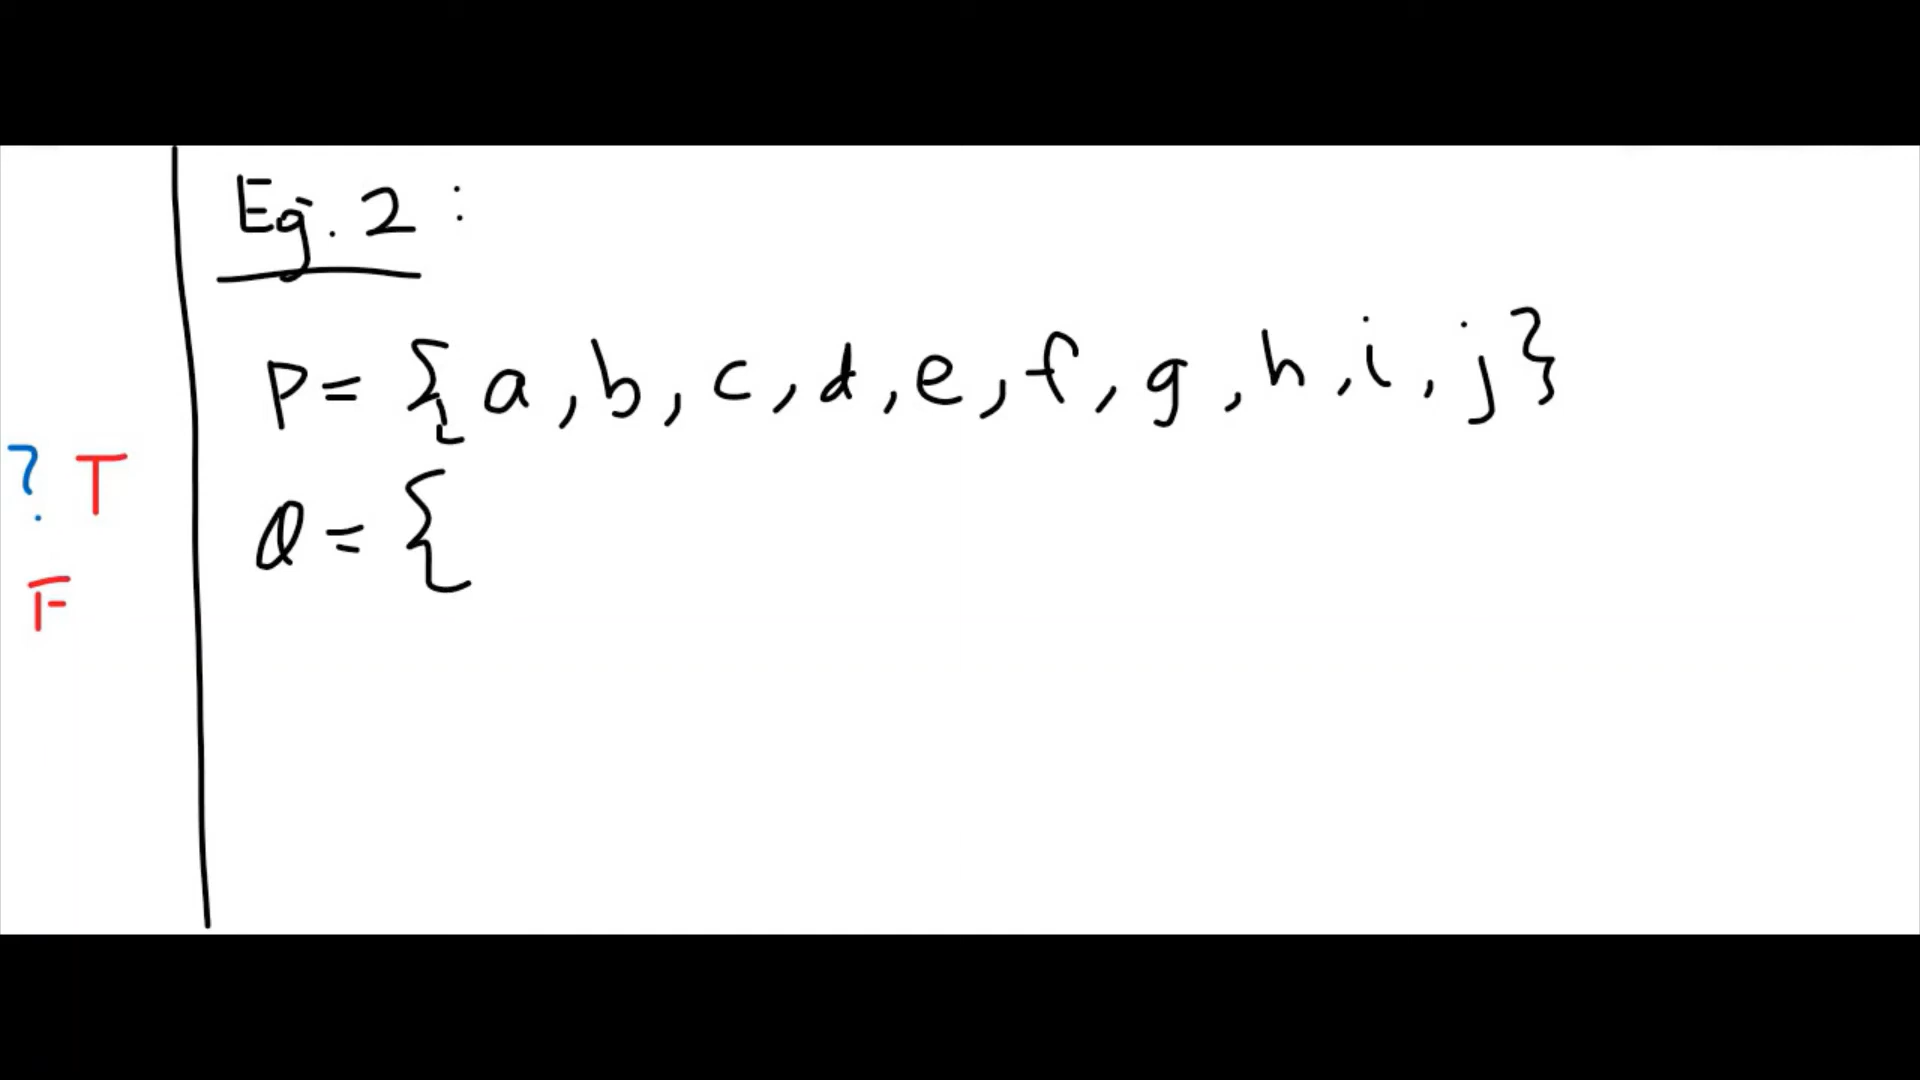 Eg. 2 :
P = {a, b, c, d, e, f, g, h, i, j}
Q = {
? T
F